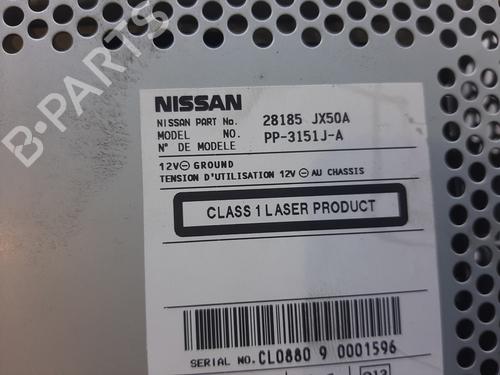 B-PARTS
NISSAN
NISSAN PART No. 28185 JX50A
MODEL NO. PP-3151J-A
N° DE MODELE
12V⊖ GROUND
TENSION D'UTILISATION 12V ⊖ AU CHASSIS
CLASS 1 LASER PRODUCT
SERIAL NO. CL0880 9 0001596